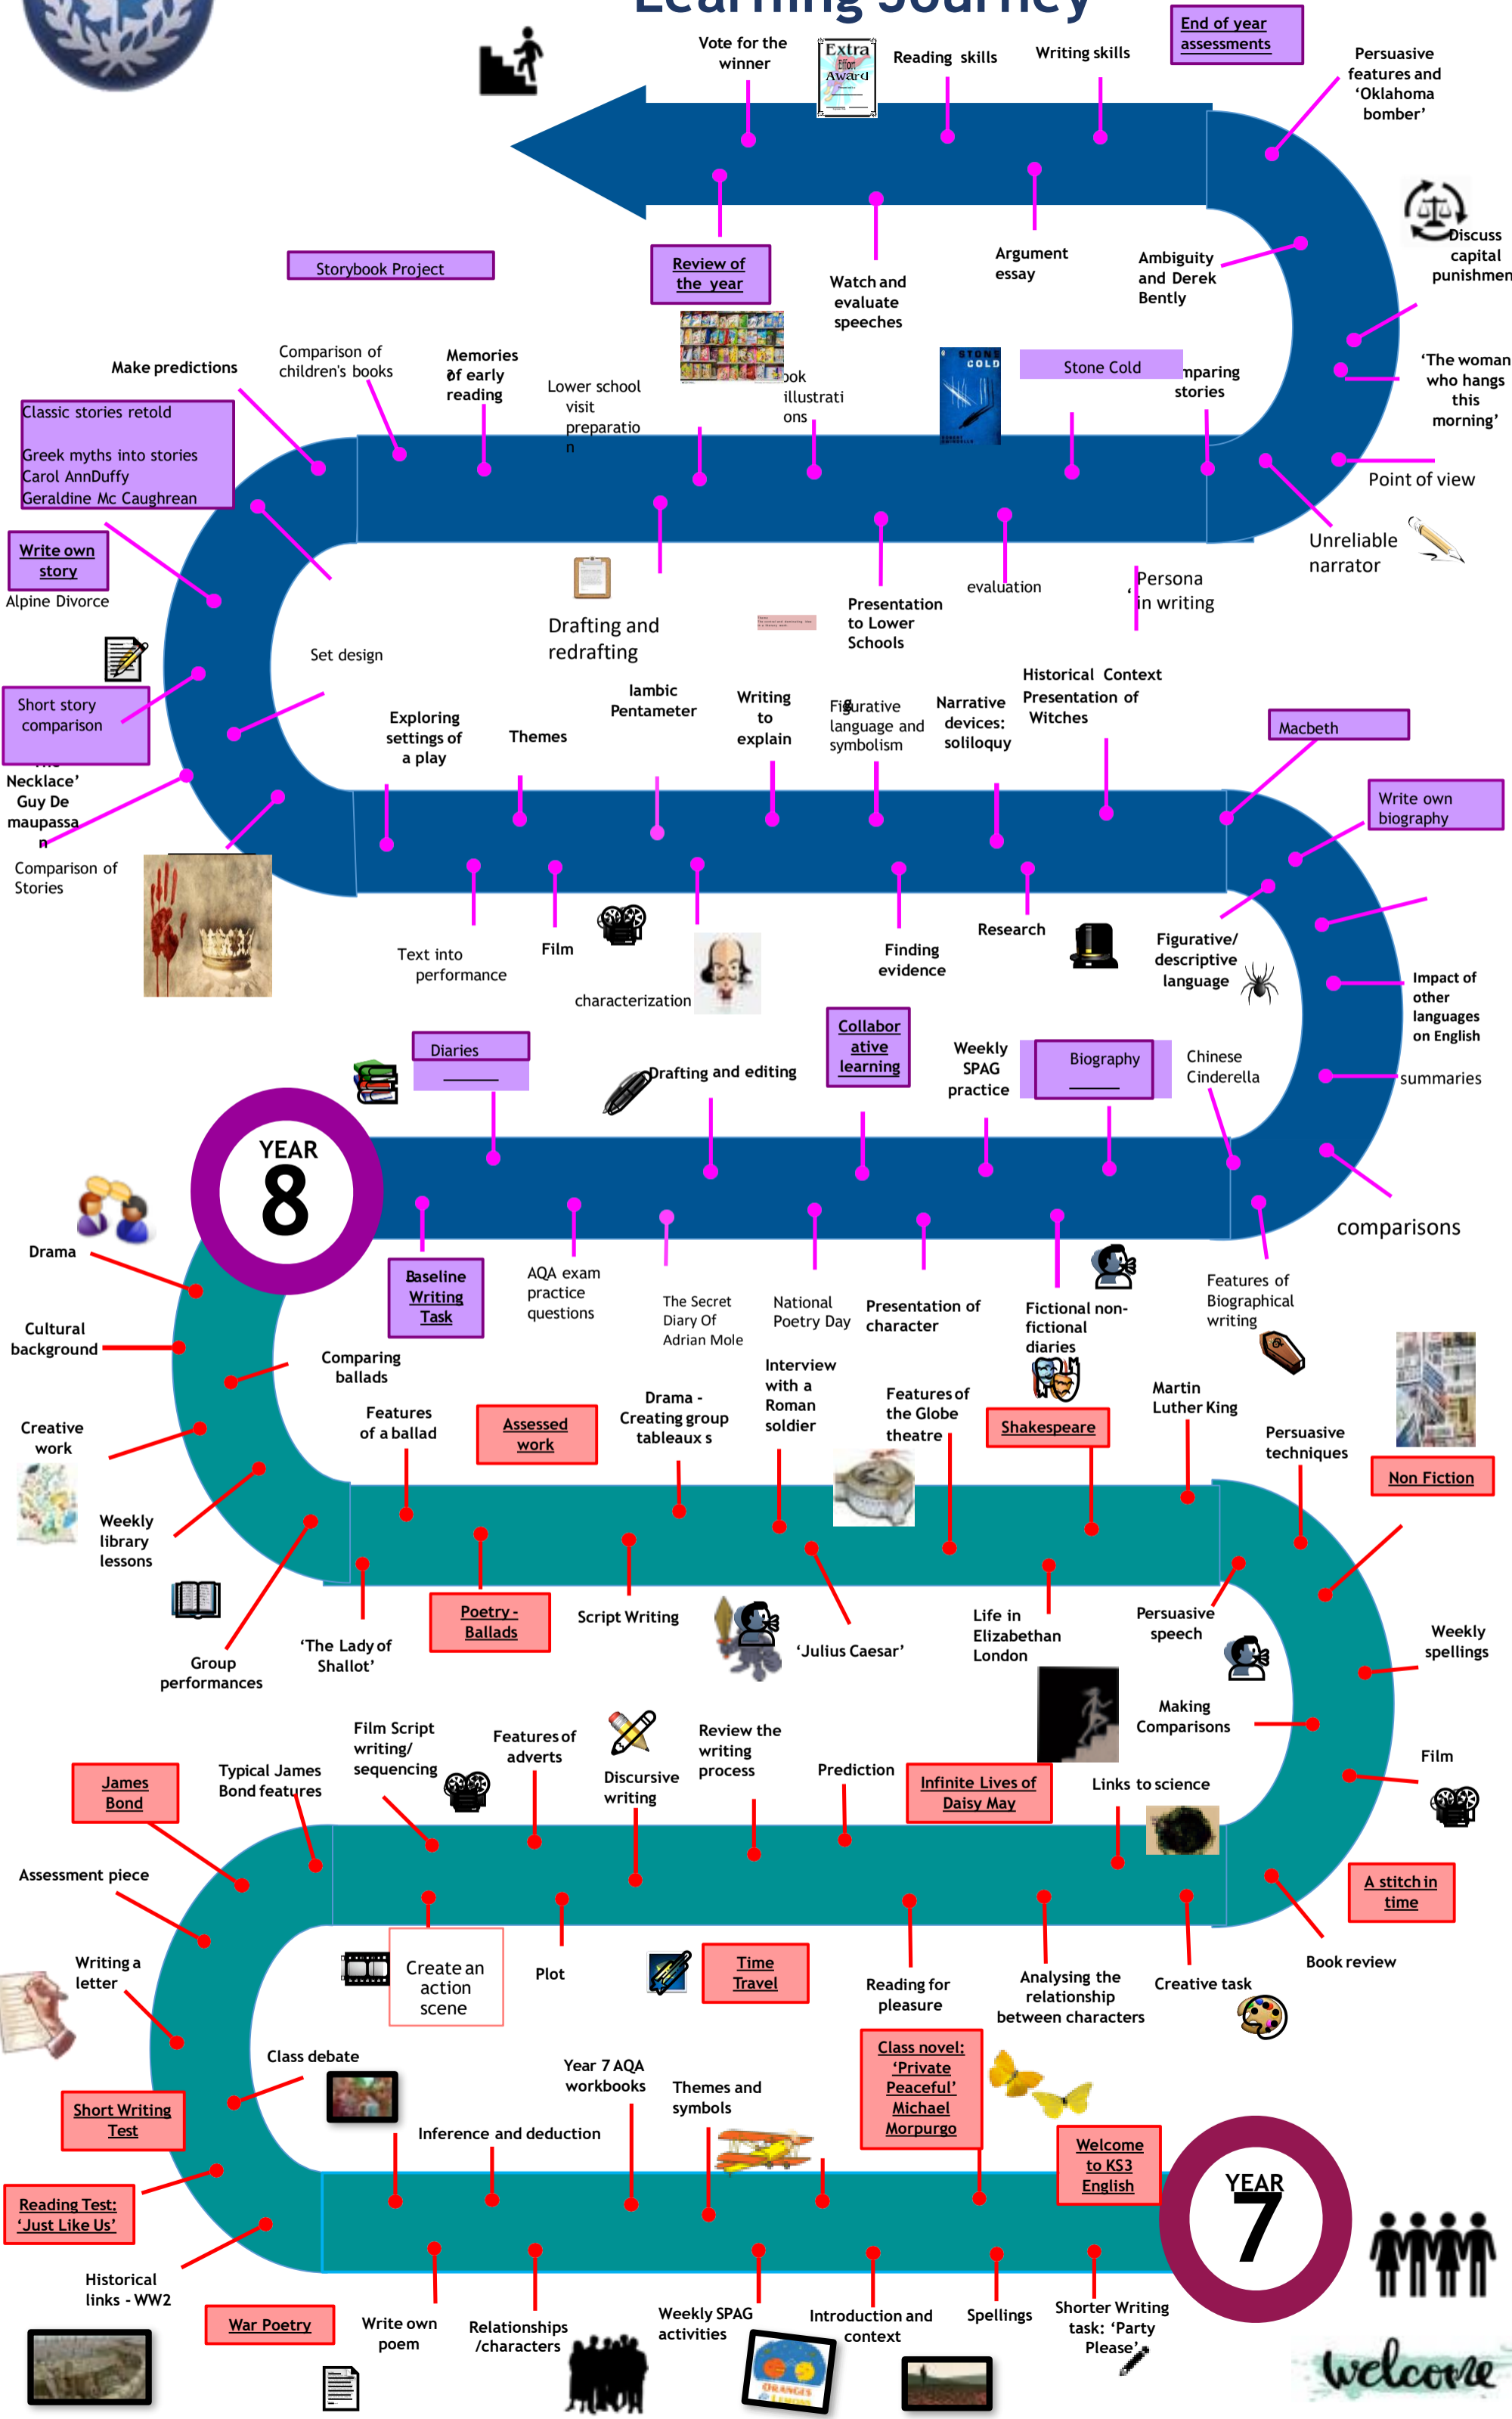 Learning Journey
End of year
assessments
Vote for the
winner
Extra
Effort
Award
Reading skills
Writing skills
Persuasive
features and
‘Oklahoma
bomber’
Discuss
capital
punishmen
Storybook Project
Review of
the year
Watch and
evaluate
speeches
Argument
essay
Ambiguity
and Derek
Bently
Make predictions
Comparison of
children's books
Memories
of early
reading
Lower school
visit
preparatio
n
ook
illustrati
ons
STONE
COLD
Stone Cold
mparing
stories
‘The woman
who hangs
this
morning’
Classic stories retold
Greek myths into stories
Carol AnnDuffy
Geraldine Mc Caughrean
Point of view
Unreliable
narrator
Write own
story
Alpine Divorce
Drafting and
redrafting
Presentation
to Lower
Schools
evaluation
‘
Persona
in writing
Set design
Short story
comparison
Necklace’
Guy De
maupassa
n
Comparison of
Stories
Exploring
settings of
a play
Themes
Iambic
Pentameter
Writing
to
explain
Figurative
language and
symbolism
Narrative
devices:
soliloquy
Historical Context
Presentation of
Witches
Macbeth
Write own
biography
Text into
performance
Film
characterization
Finding
evidence
Research
Figurative/
descriptive
language
Impact of
other
languages
on English
Diaries
Drafting and editing
Collabor
ative
learning
Weekly
SPAG
practice
Biography
Chinese
Cinderella
summaries
comparisons
YEAR
8
Baseline
Writing
Task
AQA exam
practice
questions
The Secret
Diary Of
Adrian Mole
National
Poetry Day
Presentation of
character
Fictional non-
fictional
diaries
Features of
Biographical
writing
Drama
Cultural
background
Comparing
ballads
Creative
work
Weekly
library
lessons
Group
performances
Features
of a ballad
Assessed
work
Drama -
Creating group
tableaux s
Interview
with a
Roman
soldier
Features of
the Globe
theatre
Shakespeare
Martin
Luther King
Persuasive
techniques
Non Fiction
‘The Lady of
Shallot’
Poetry -
Ballads
Script Writing
‘Julius Caesar’
Life in
Elizabethan
London
Persuasive
speech
Weekly
spellings
Making
Comparisons
Film
James
Bond
Typical James
Bond features
Film Script
writing/
sequencing
Features of
adverts
Discursive
writing
Review the
writing
process
Prediction
Infinite Lives of
Daisy May
Links to science
A stitch in
time
Book review
Assessment piece
Writing a
letter
Create an
action
scene
Plot
Time
Travel
Reading for
pleasure
Analysing the
relationship
between characters
Creative task
Class debate
Short Writing
Test
Reading Test:
‘Just Like Us’
Historical
links - WW2
Inference and deduction
Year 7 AQA
workbooks
Themes and
symbols
Class novel:
‘Private
Peaceful’
Michael
Morpurgo
Welcome
to KS3
English
YEAR
7
War Poetry
Write own
poem
Relationships
/characters
Weekly SPAG
activities
ORANGES
LEMONS
Introduction and
context
Spellings
Shorter Writing
task: ‘Party
Please’
welcome